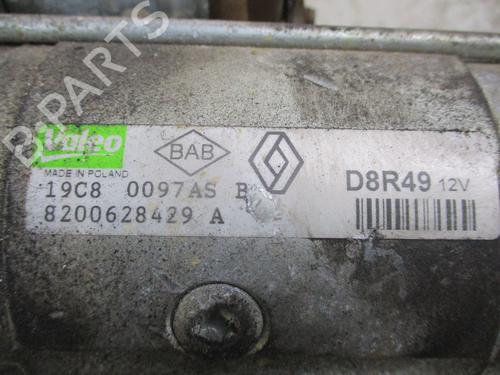 B-PARTS
Valeo
MADE IN POLAND
BAB
19C8 0097AS B
8200628429 A
D8R49 12V